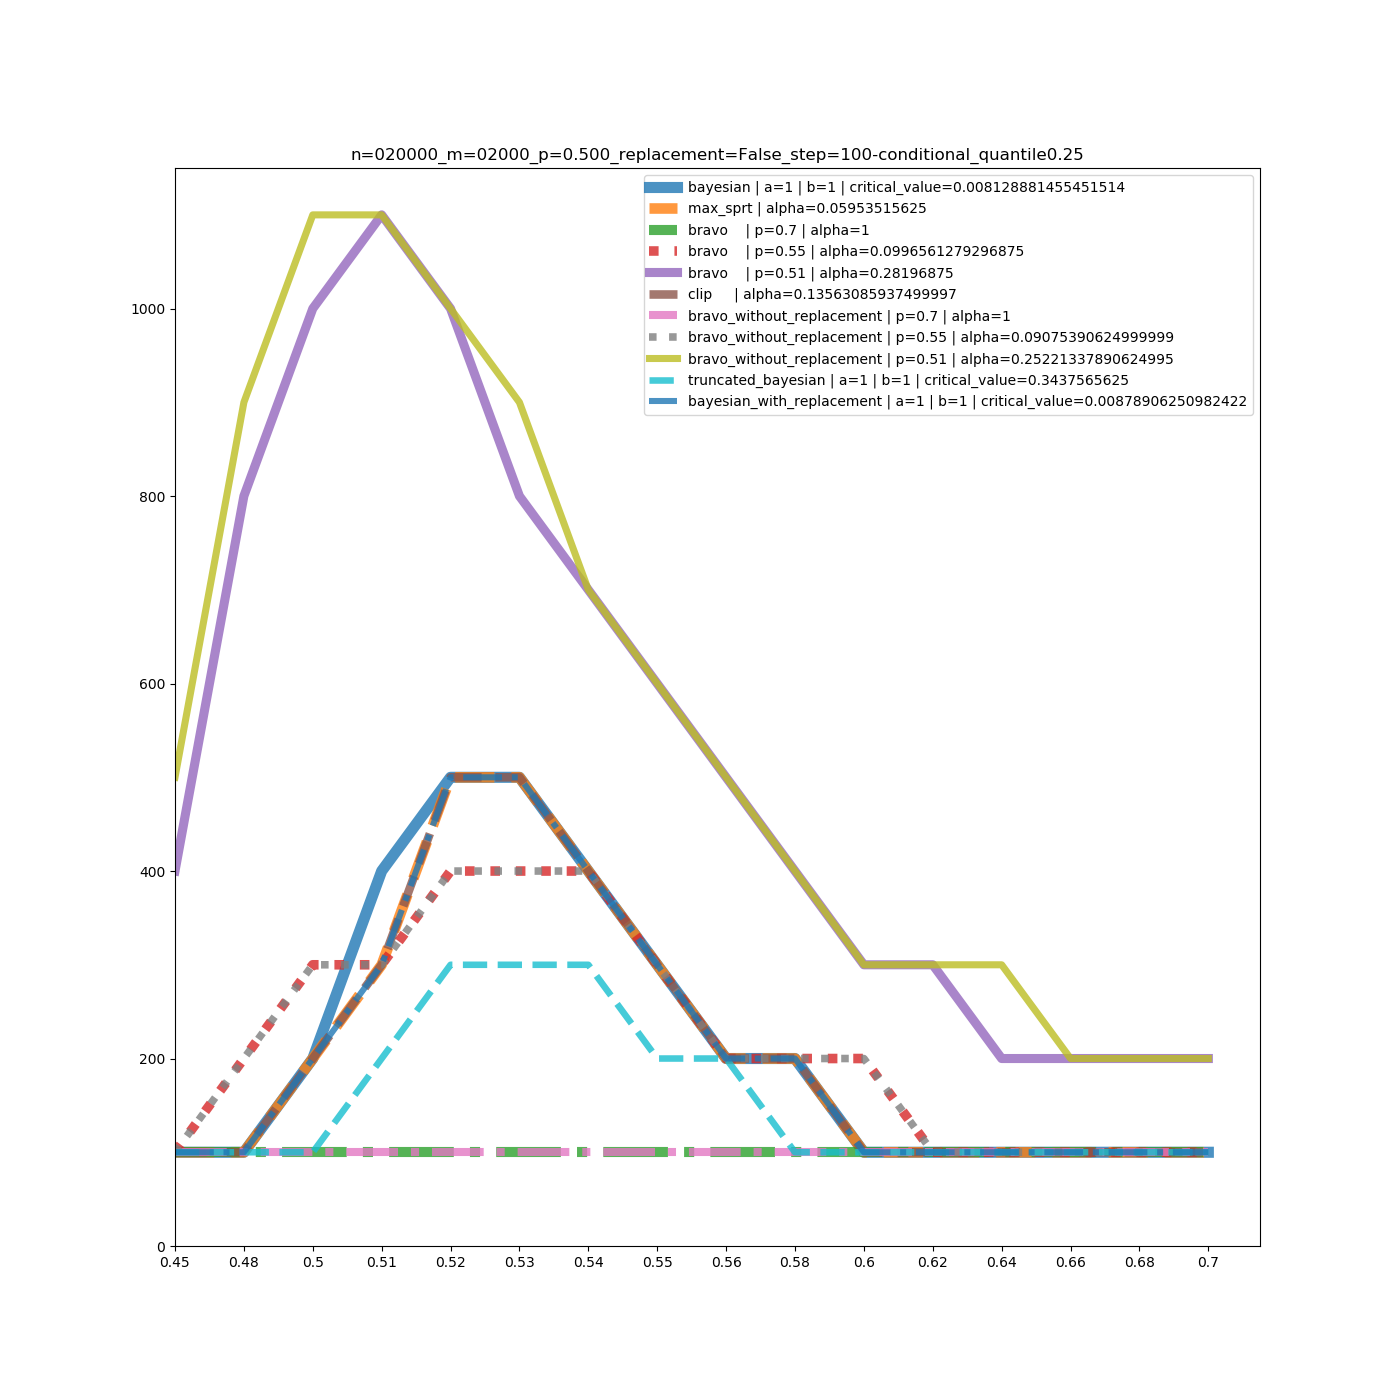 n=020000_m=02000_p=0.500_replacement=False_step=100-conditional_quantile0.25
bayesian | a=1 | b=1 | critical_value=0.008128881455451514
max_sprt | alpha=0.05953515625
bravo    | p=0.7 | alpha=1
bravo    | p=0.55 | alpha=0.0996561279296875
bravo    | p=0.51 | alpha=0.28196875
clip     | alpha=0.13563085937499997
bravo_without_replacement | p=0.7 | alpha=1
bravo_without_replacement | p=0.55 | alpha=0.09075390624999999
bravo_without_replacement | p=0.51 | alpha=0.25221337890624995
truncated_bayesian | a=1 | b=1 | critical_value=0.3437565625
bayesian_with_replacement | a=1 | b=1 | critical_value=0.00878906250982422
1000
800
600
400
200
0
0.45 0.48 0.5 0.51 0.52 0.53 0.54 0.55 0.56 0.58 0.6 0.62 0.64 0.66 0.68 0.7